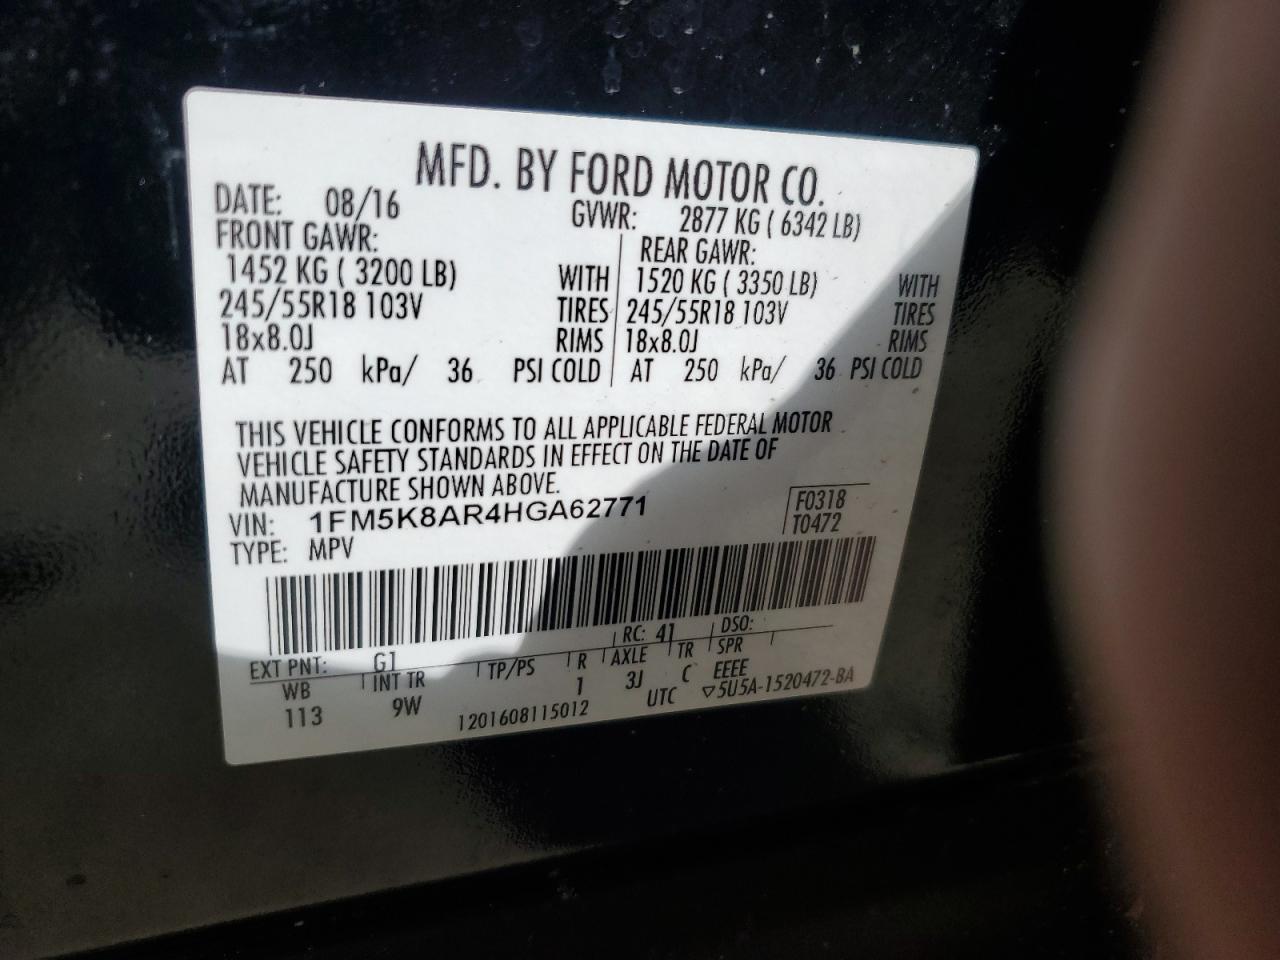 MFD. BY FORD MOTOR CO.
DATE: 08/16 GVWR: 2877 KG ( 6342 LB)
FRONT GAWR: REAR GAWR:
1452 KG ( 3200 LB) WITH 1520 KG ( 3350 LB) WITH
245/55R18 103V TIRES 245/55R18 103V TIRES
18x8.0J RIMS 18x8.0J RIMS
AT 250 kPa/ 36 PSI COLD AT 250 kPa/ 36 PSI COLD
THIS VEHICLE CONFORMS TO ALL APPLICABLE FEDERAL MOTOR
VEHICLE SAFETY STANDARDS IN EFFECT ON THE DATE OF
MANUFACTURE SHOWN ABOVE.
VIN: 1FM5K8AR4HGA62771 F0318
TYPE: MPV T0472
EXT PNT: G1 RC: 41 DSO:
WB INT TR TP/PS R AXLE TR SPR
113 9W 1 3J C EEEE
1201608115012 UTC ▽5U5A-1520472-BA